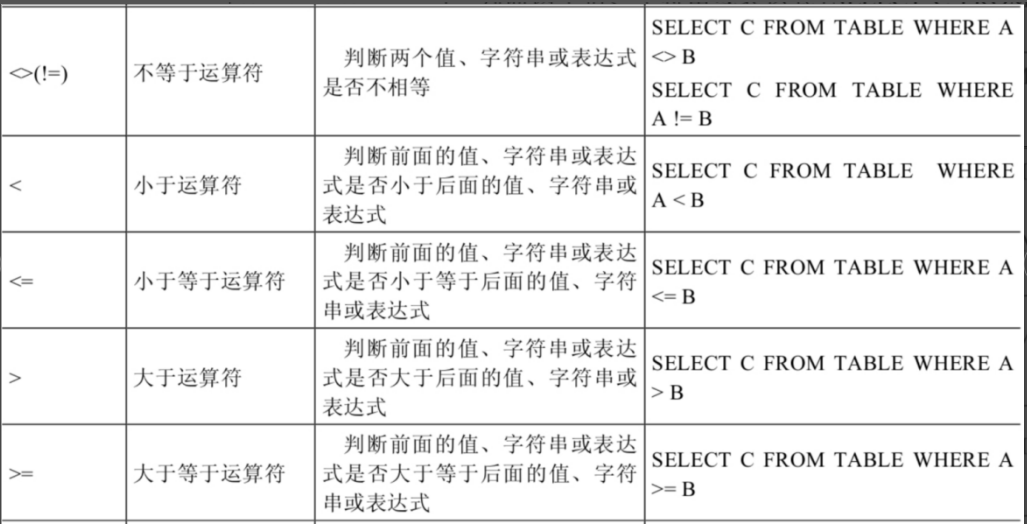 <>(!=)
不等于运算符
判断两个值、字符串或表达式
是否不相等
SELECT C FROM TABLE WHERE A
<> B
SELECT C FROM TABLE WHERE
A != B
<
小于运算符
判断前面的值、字符串或表达
式是否小于后面的值、字符串或
表达式
SELECT C FROM TABLE WHERE
A < B
<=
小于等于运算符
判断前面的值、字符串或表达
式是否小于等于后面的值、字符
串或表达式
SELECT C FROM TABLE WHERE A
<= B
>
大于运算符
判断前面的值、字符串或表达
式是否大于后面的值、字符串或
表达式
SELECT C FROM TABLE WHERE A
> B
>=
大于等于运算符
判断前面的值、字符串或表达
式是否大于等于后面的值、字符
串或表达式
SELECT C FROM TABLE WHERE A
>= B